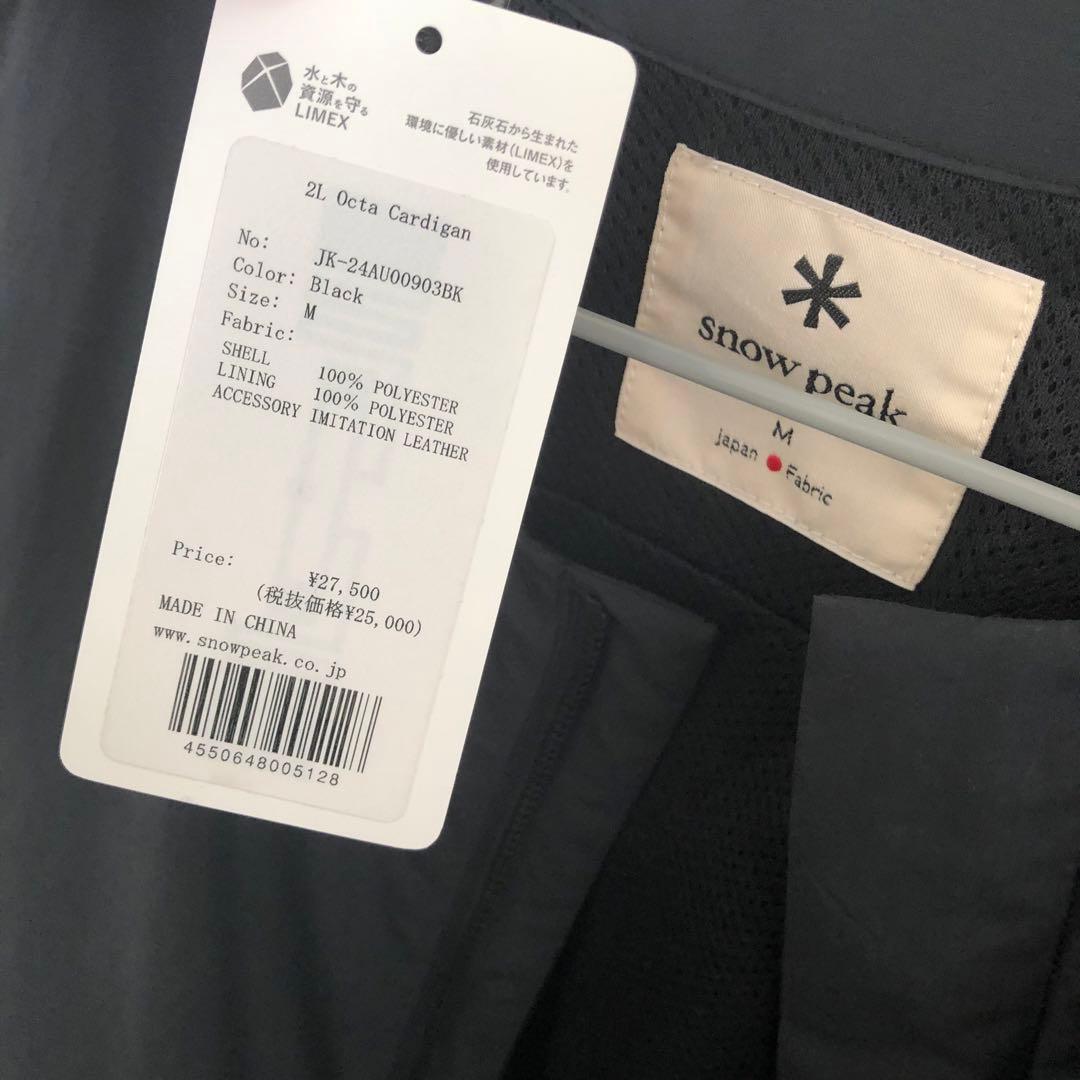 水と木の
資源を守る
LIMEX
石灰石から生まれた
環境に優しい素材(LIMEX)を
使用しています。
2L Octa Cardigan
No: JK-24AU00903BK
Color: Black
Size: M
Fabric:
SHELL 100% POLYESTER
LINING 100% POLYESTER
ACCESSORY IMITATION LEATHER
Price:
¥27,500
(税抜価格¥25,000)
MADE IN CHINA
www.snowpeak.co.jp
4550648005128
snow peak
M
japan Fabric